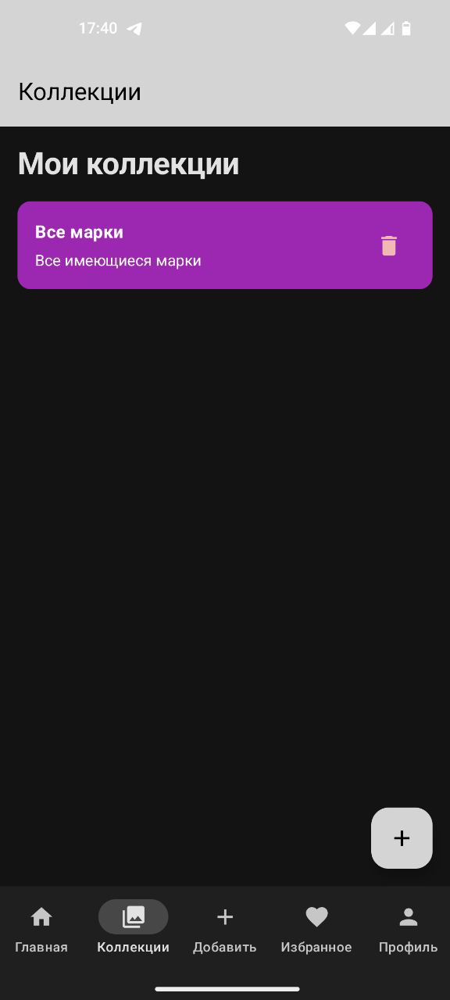 17:40
Коллекции
Мои коллекции
Все марки
Все имеющиеся марки
Главная
Коллекции
Добавить
Избранное
Профиль